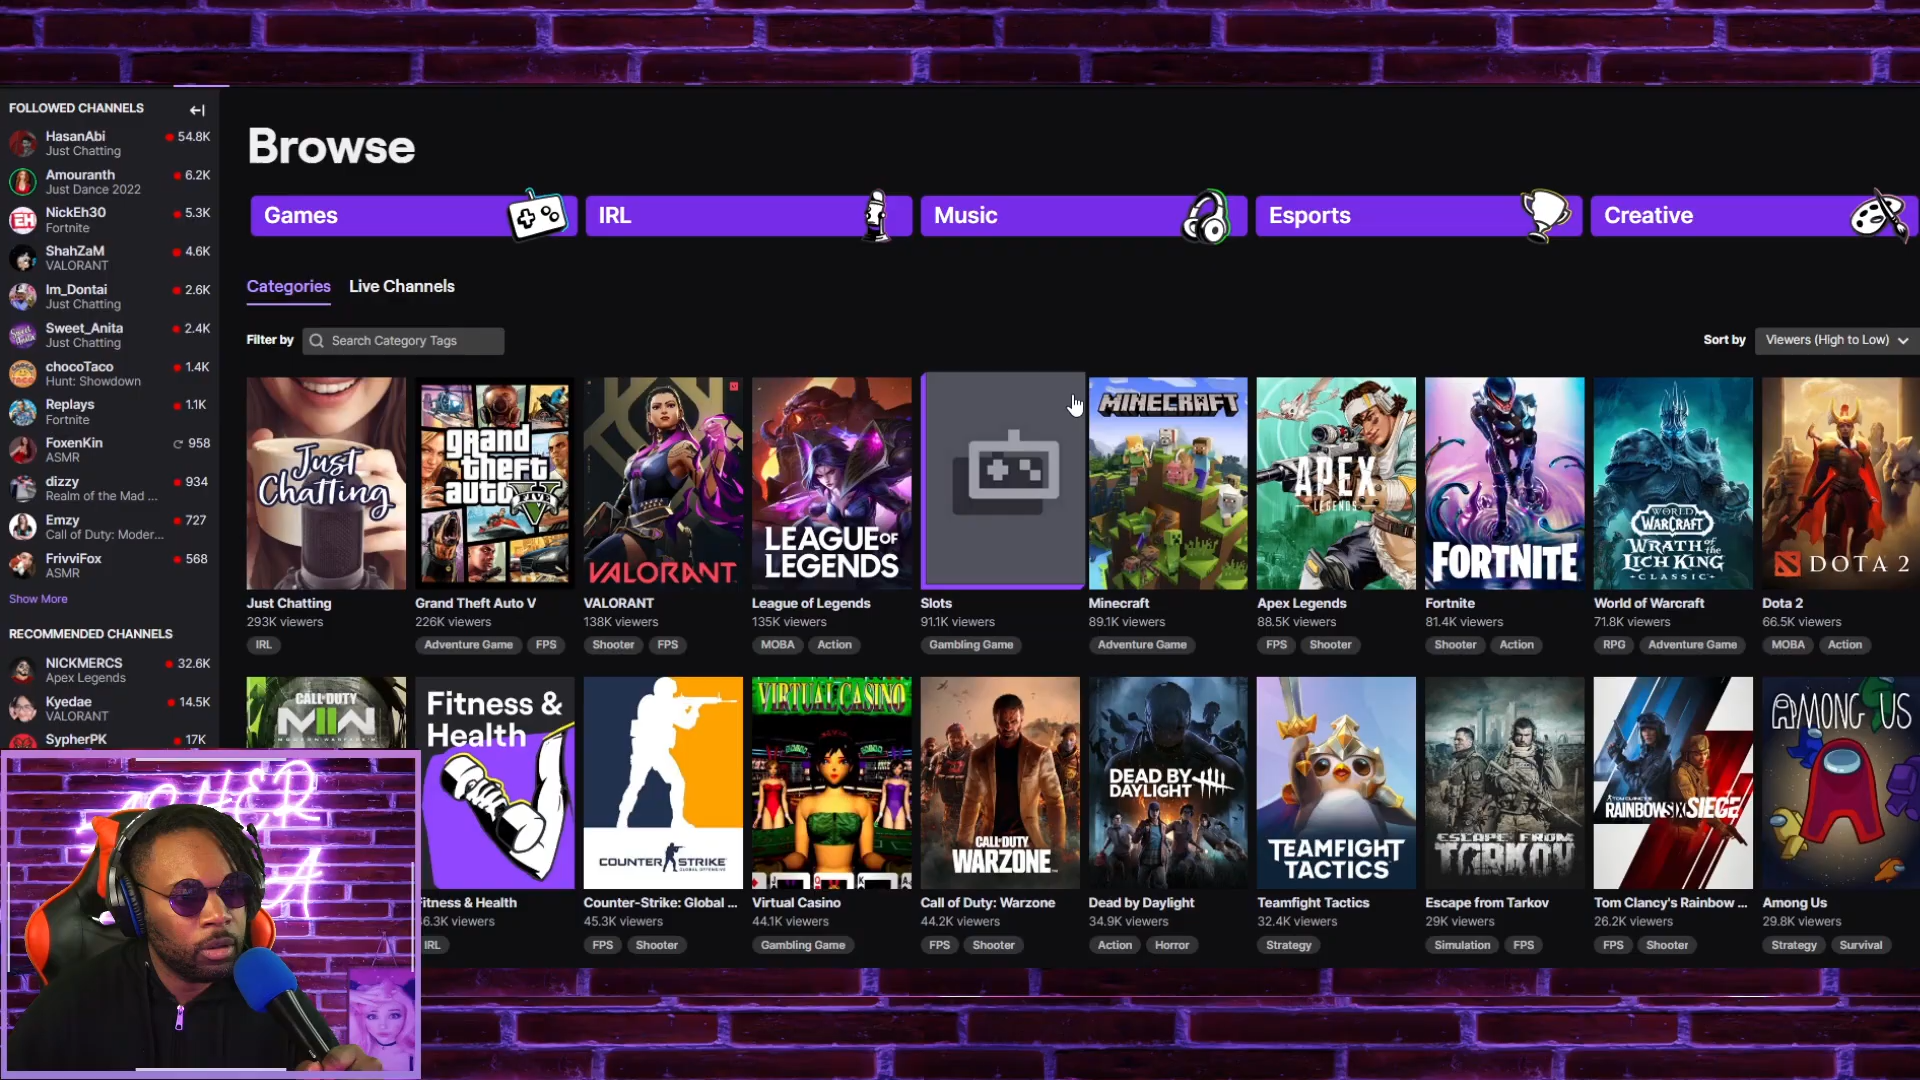 FOLLOWED CHANNELS
HasanAbi
54.8K
Just Chatting
Amouranth
6.2K
Just Dance 2022
NickEh30
5.3K
Fortnite
ShahZaM
4.6K
VALORANT
Im_Dontai
2.6K
Just Chatting
Sweet_Anita
2.4K
Just Chatting
chocoTaco
1.4K
Hunt: Showdown
Replays
1.1K
Fortnite
FoxenKin
958
ASMR
dizzy
934
Realm of the Mad ...
Emzy
727
Call of Duty: Moder...
FrivviFox
568
ASMR
Show More
RECOMMENDED CHANNELS
NICKMERCS
32.6K
Apex Legends
Kyedae
14.5K
VALORANT
SypherPK
17K
Browse
Games
IRL
Music
Esports
Creative
Categories
Live Channels
Filter by
Search Category Tags
Sort by
Viewers (High to Low)
Just
Chatting
Just Chatting
293K viewers
IRL
grand
theft
auto
FIVE
Grand Theft Auto V
226K viewers
Adventure Game
FPS
VALORANT
VALORANT
138K viewers
Shooter
FPS
LEAGUE OF
LEGENDS
League of Legends
135K viewers
MOBA
Action
Slots
91.1K viewers
Gambling Game
MINECRAFT
Minecraft
89.1K viewers
Adventure Game
APEX
LEGENDS
Apex Legends
88.5K viewers
FPS
Shooter
FORTNITE
Fortnite
81.4K viewers
Shooter
Action
WORLD
OF
WARCRAFT
WRATH of the
LICH KING
CLASSIC
World of Warcraft
71.8K viewers
RPG
Adventure Game
DOTA 2
Dota 2
66.5K viewers
MOBA
Action
CALL OF DUTY
MWII
MODERN WARFARE II
Fitness &
Health
Fitness & Health
6.3K viewers
IRL
COUNTER STRIKE
GLOBAL OFFENSIVE
Counter-Strike: Global ...
45.3K viewers
FPS
Shooter
VIRTUAL CASINO
Virtual Casino
44.1K viewers
Gambling Game
CALL OF DUTY
WARZONE
Call of Duty: Warzone
44.2K viewers
FPS
Shooter
DEAD BY
DAYLIGHT
Dead by Daylight
34.9K viewers
Action
Horror
TEAMFIGHT
TACTICS
Teamfight Tactics
32.4K viewers
Strategy
ESCAPE FROM
TARKOV
Escape from Tarkov
29K viewers
Simulation
FPS
TOM CLANCY'S
RAINBOW SIX SIEGE
Tom Clancy's Rainbow ...
26.2K viewers
FPS
Shooter
AMONG US
Among Us
29.8K viewers
Strategy
Survival